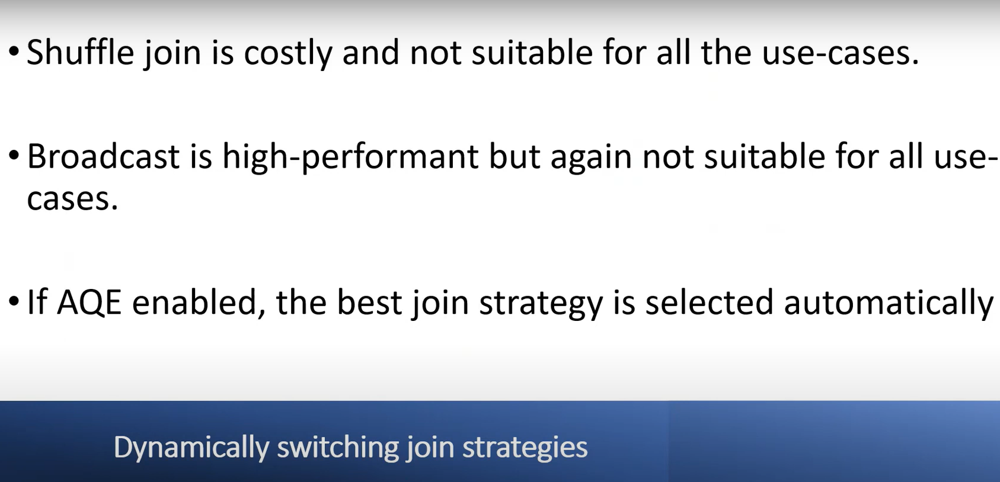 • Shuffle join is costly and not suitable for all the use-cases.
• Broadcast is high-performant but again not suitable for all use-
cases.
• If AQE enabled, the best join strategy is selected automatically
Dynamically switching join strategies